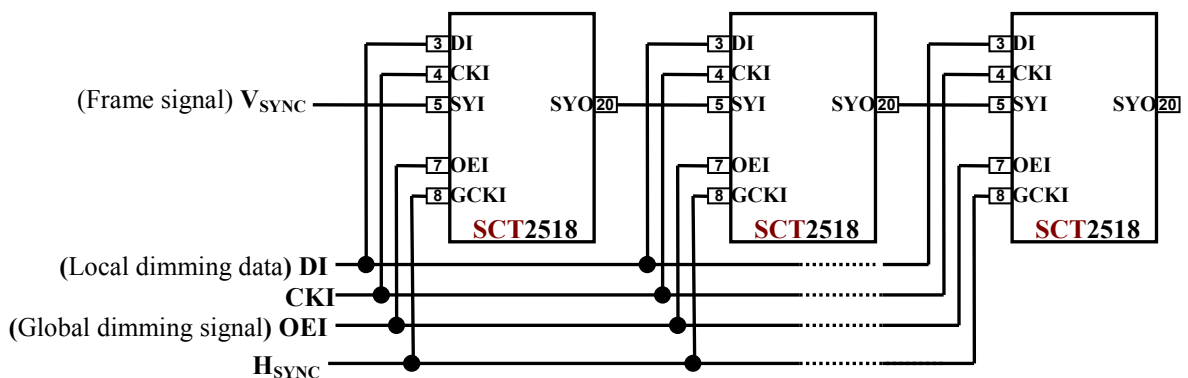 3 DI 3 DI 3 DI
4 CKI 4 CKI 4 CKI
(Frame signal) VSYNC 5 SYI SYO 20 5 SYI SYO 20 5 SYI SYO 20
7 OEI 7 OEI 7 OEI
8 GCKI 8 GCKI 8 GCKI
SCT2518 SCT2518 SCT2518
(Local dimming data) DI
CKI
(Global dimming signal) OEI
HSYNC